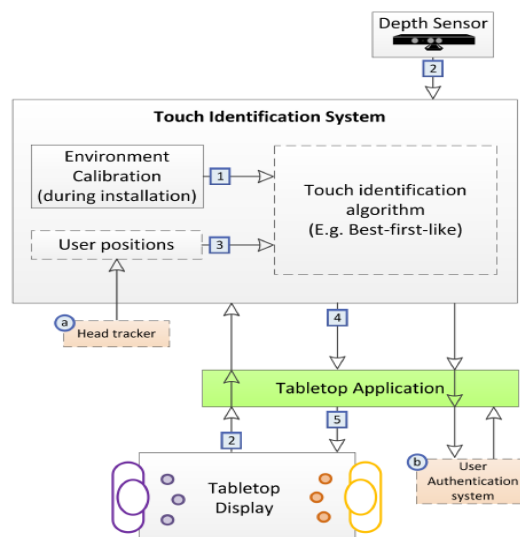 Depth Sensor
2
Touch Identification System
Environment
Calibration
(during installation)
1
Touch identification
algorithm
(E.g. Best-first-like)
User positions
3
a
Head tracker
4
Tabletop Application
2
5
Tabletop
Display
b
User
Authentication
system